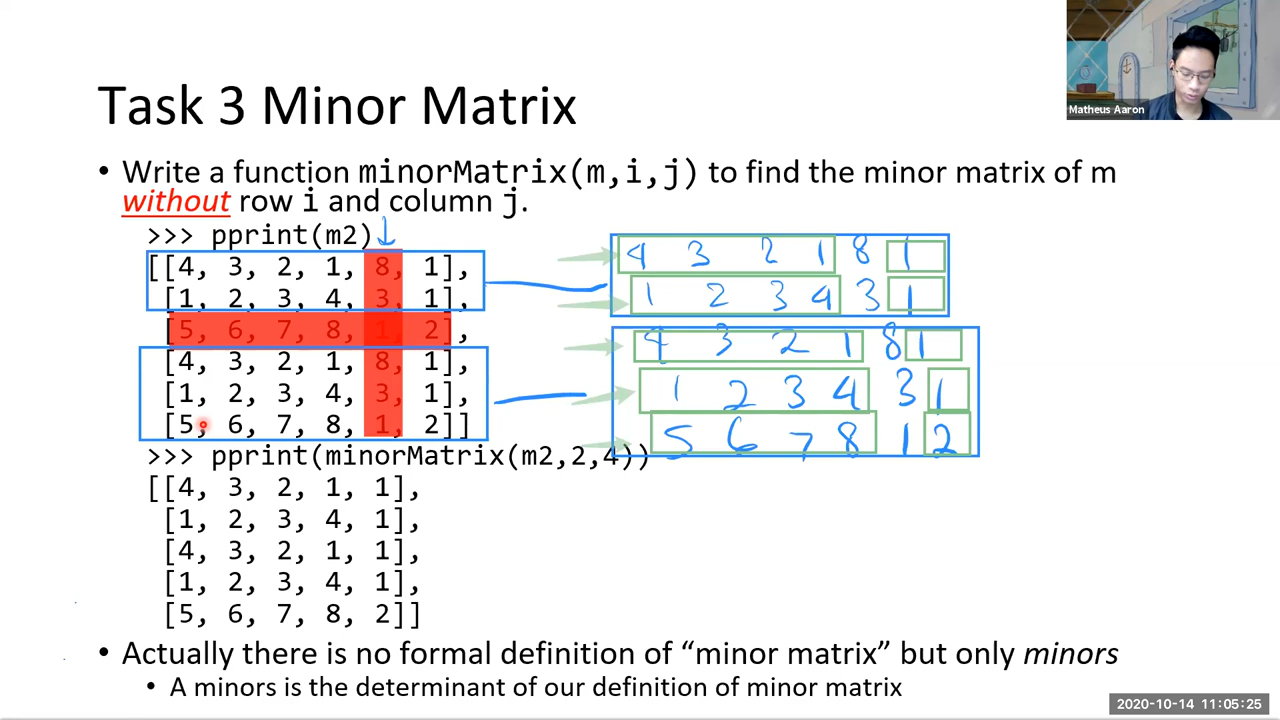 Matheus Aaron
Task 3 Minor Matrix
• Write a function minorMatrix(m,i,j) to find the minor matrix of m
without row i and column j.
>>> pprint(m2)
[[4, 3, 2, 1, 8, 1],
[1, 2, 3, 4, 3, 1],
[5, 6, 7, 8, 1, 2],
[4, 3, 2, 1, 8, 1],
[1, 2, 3, 4, 3, 1],
[5, 6, 7, 8, 1, 2]]
4 3 2 1 8 1
1 2 3 4 3 1
4 3 2 1 8 1
1 2 3 4 3 1
5 6 7 8 1 2
>>> pprint(minorMatrix(m2,2,4))
[[4, 3, 2, 1, 1],
[1, 2, 3, 4, 1],
[4, 3, 2, 1, 1],
[1, 2, 3, 4, 1],
[5, 6, 7, 8, 2]]
• Actually there is no formal definition of “minor matrix” but only minors
• A minors is the determinant of our definition of minor matrix
2020-10-14 11:05:25